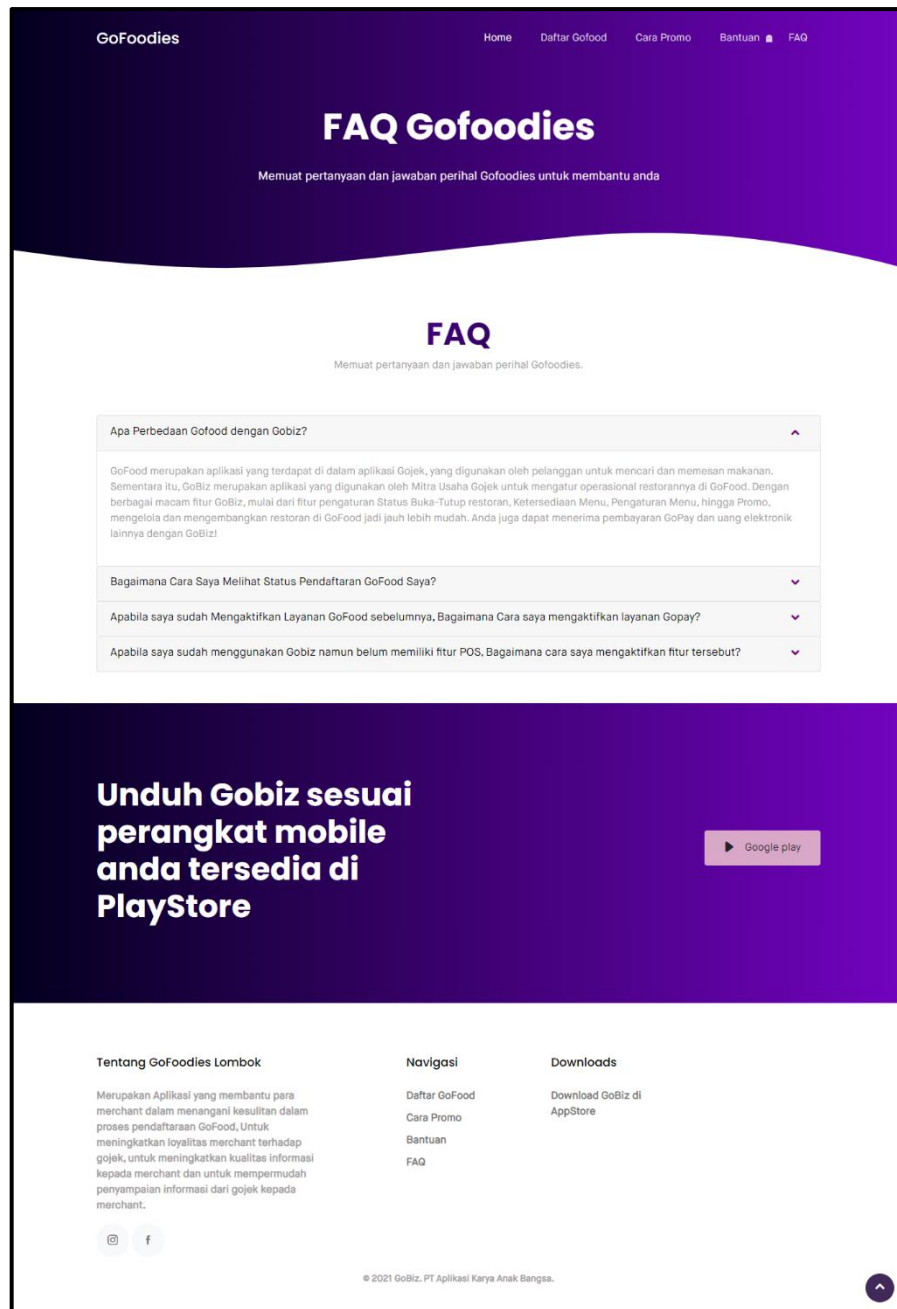 GoFoodies
Home Daftar Gofood Cara Promo Bantuan FAQ
FAQ Gofoodies
Memuat pertanyaan dan jawaban perihal Gofoodies untuk membantu anda
FAQ
Memuat pertanyaan dan jawaban perihal Gofoodies.
Apa Perbedaan Gofood dengan Gobiz?
GoFood merupakan aplikasi yang terdapat di dalam aplikasi Gojek, yang digunakan oleh pelanggan untuk mencari dan memesan makanan.
Sementara itu, GoBiz merupakan aplikasi yang digunakan oleh Mitra Usaha Gojek untuk mengatur operasional restorannya di GoFood. Dengan
berbagai macam fitur GoBiz, mulai dari fitur pengaturan Status Buka-Tutup restoran, Ketersediaan Menu, Pengaturan Menu, hingga Promo,
mengelola dan mengembangkan restoran di GoFood jadi jauh lebih mudah. Anda juga dapat menerima pembayaran GoPay dan uang elektronik
lainnya dengan GoBiz!
Bagaimana Cara Saya Melihat Status Pendaftaran GoFood Saya?
Apabila saya sudah Mengaktifkan Layanan GoFood sebelumnya, Bagaimana Cara saya mengaktifkan layanan Gopay?
Apabila saya sudah menggunakan Gobiz namun belum memiliki fitur POS, Bagaimana cara saya mengaktifkan fitur tersebut?
Unduh Gobiz sesuai
perangkat mobile
anda tersedia di
PlayStore
Google play
Tentang GoFoodies Lombok
Merupakan Aplikasi yang membantu para
merchant dalam menangani kesulitan dalam
proses pendaftaraan GoFood, Untuk
meningkatkan loyalitas merchant terhadap
gojek, untuk meningkatkan kualitas informasi
kepada merchant dan untuk mempermudah
penyampaian informasi dari gojek kepada
merchant.
Navigasi
Daftar GoFood
Cara Promo
Bantuan
FAQ
Downloads
Download GoBiz di
AppStore
© 2021 GoBiz. PT Aplikasi Karya Anak Bangsa.